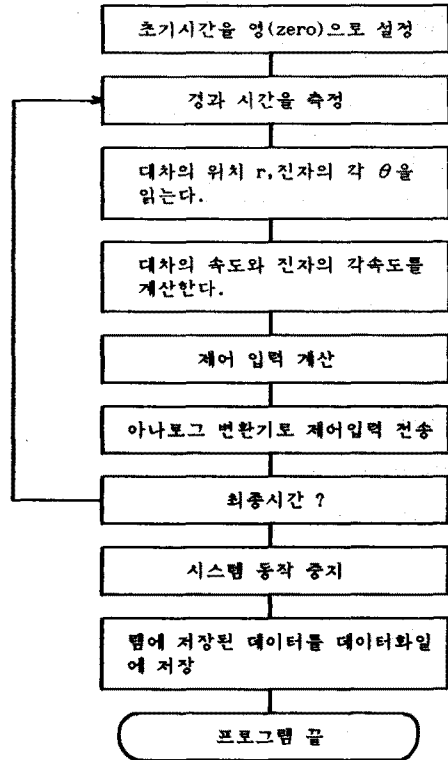 초기시간을 영(zero)으로 설정
경과 시간을 측정
대차의 위치 r,진자의 각 θ을
읽는다.
대차의 속도와 진자의 각속도를
계산한다.
제어 입력 계산
아나로그 변환기로 제어입력 전송
최종시간 ?
시스템 동작 중지
램에 저장된 데이터를 데이터화일
에 저장
프로그램 끝